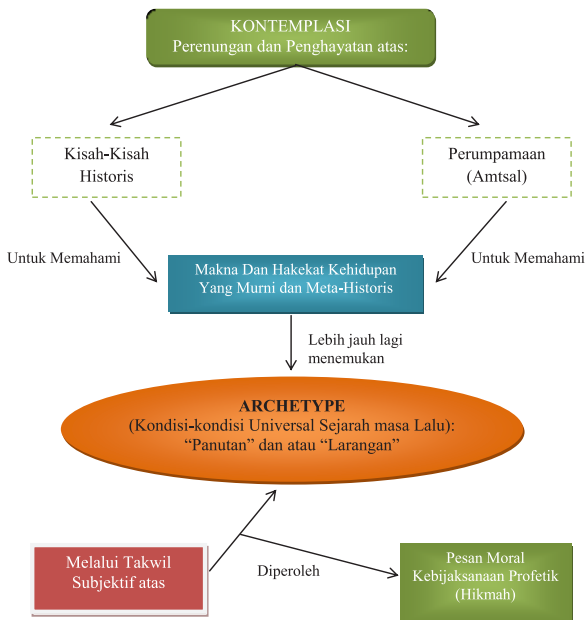 KONTEMPLASI
Perenungan dan Penghayatan atas:
Kisah-Kisah
Historis
Perumpamaan
(Amtsal)
Untuk Memahami
Untuk Memahami
Makna Dan Hakekat Kehidupan
Yang Murni dan Meta-Historis
Lebih jauh lagi
menemukan
ARCHETYPE
(Kondisi-kondisi Universal Sejarah masa Lalu):
“Panutan” dan atau “Larangan”
Melalui Takwil
Subjektif atas
Diperoleh
Pesan Moral
Kebijaksanaan Profetik
(Hikmah)